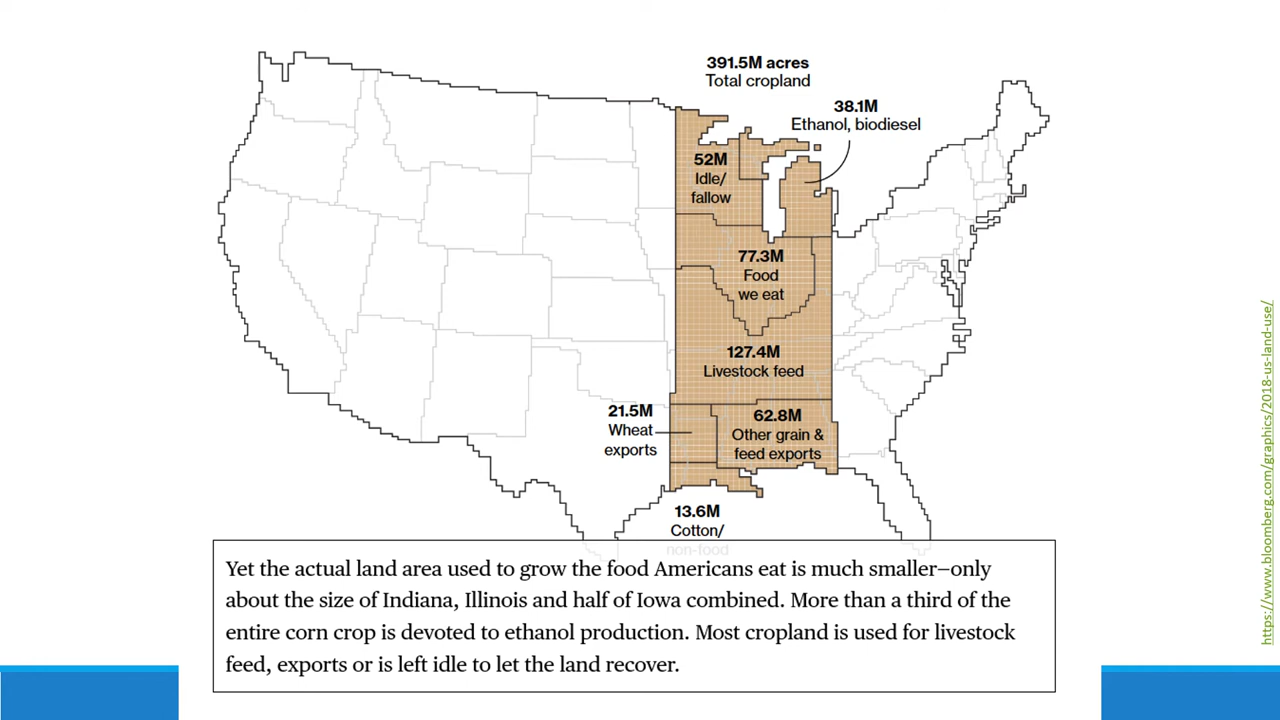 391.5M acres
Total cropland
38.1M
Ethanol, biodiesel
52M
Idle/
fallow
77.3M
Food
we eat
127.4M
Livestock feed
21.5M
Wheat
exports
62.8M
Other grain &
feed exports
13.6M
Cotton/
non-food
Yet the actual land area used to grow the food Americans eat is much smaller—only
about the size of Indiana, Illinois and half of Iowa combined. More than a third of the
entire corn crop is devoted to ethanol production. Most cropland is used for livestock
feed, exports or is left idle to let the land recover.
https://www.bloomberg.com/graphics/2018-us-land-use/